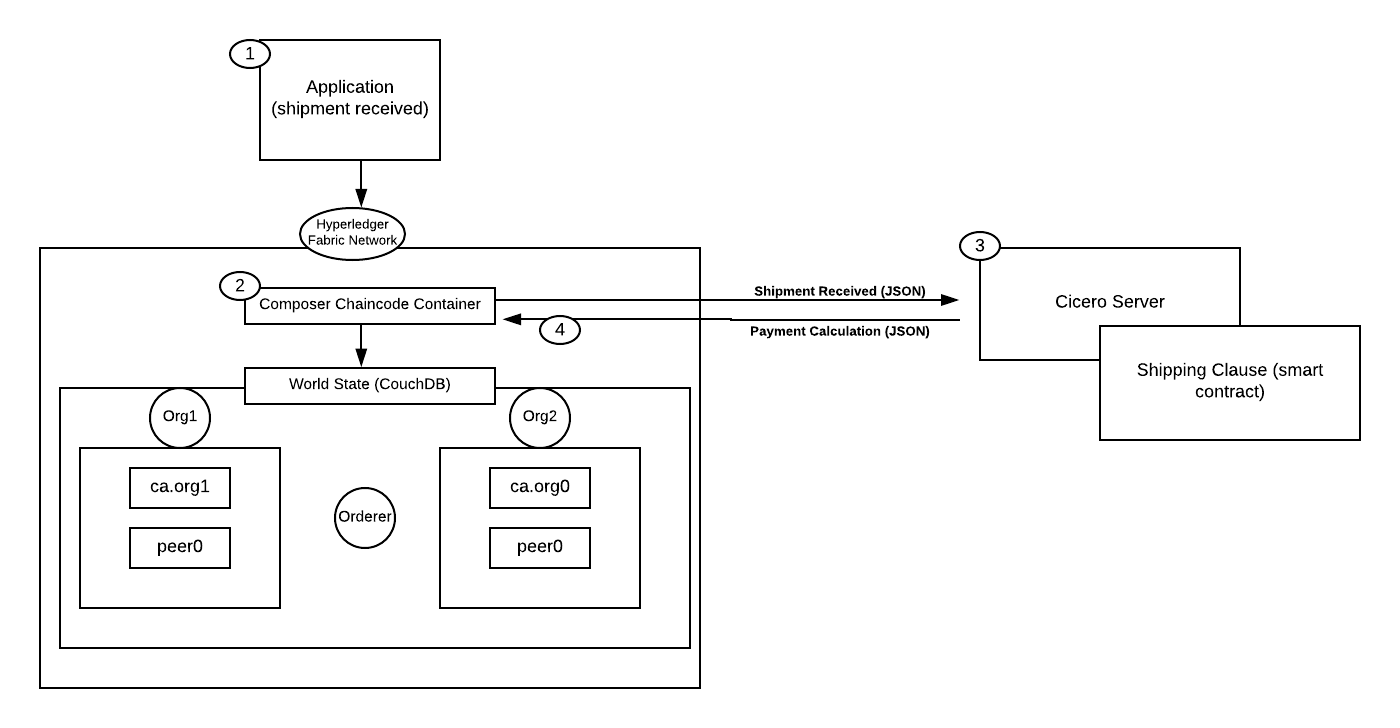 1
Application
(shipment received)
Hyperledger
Fabric Network
2
Composer Chaincode Container
Shipment Received (JSON)
4
Payment Calculation (JSON)
3
Cicero Server
Shipping Clause (smart
contract)
World State (CouchDB)
Org1
Org2
ca.org1
peer0
Orderer
ca.org0
peer0